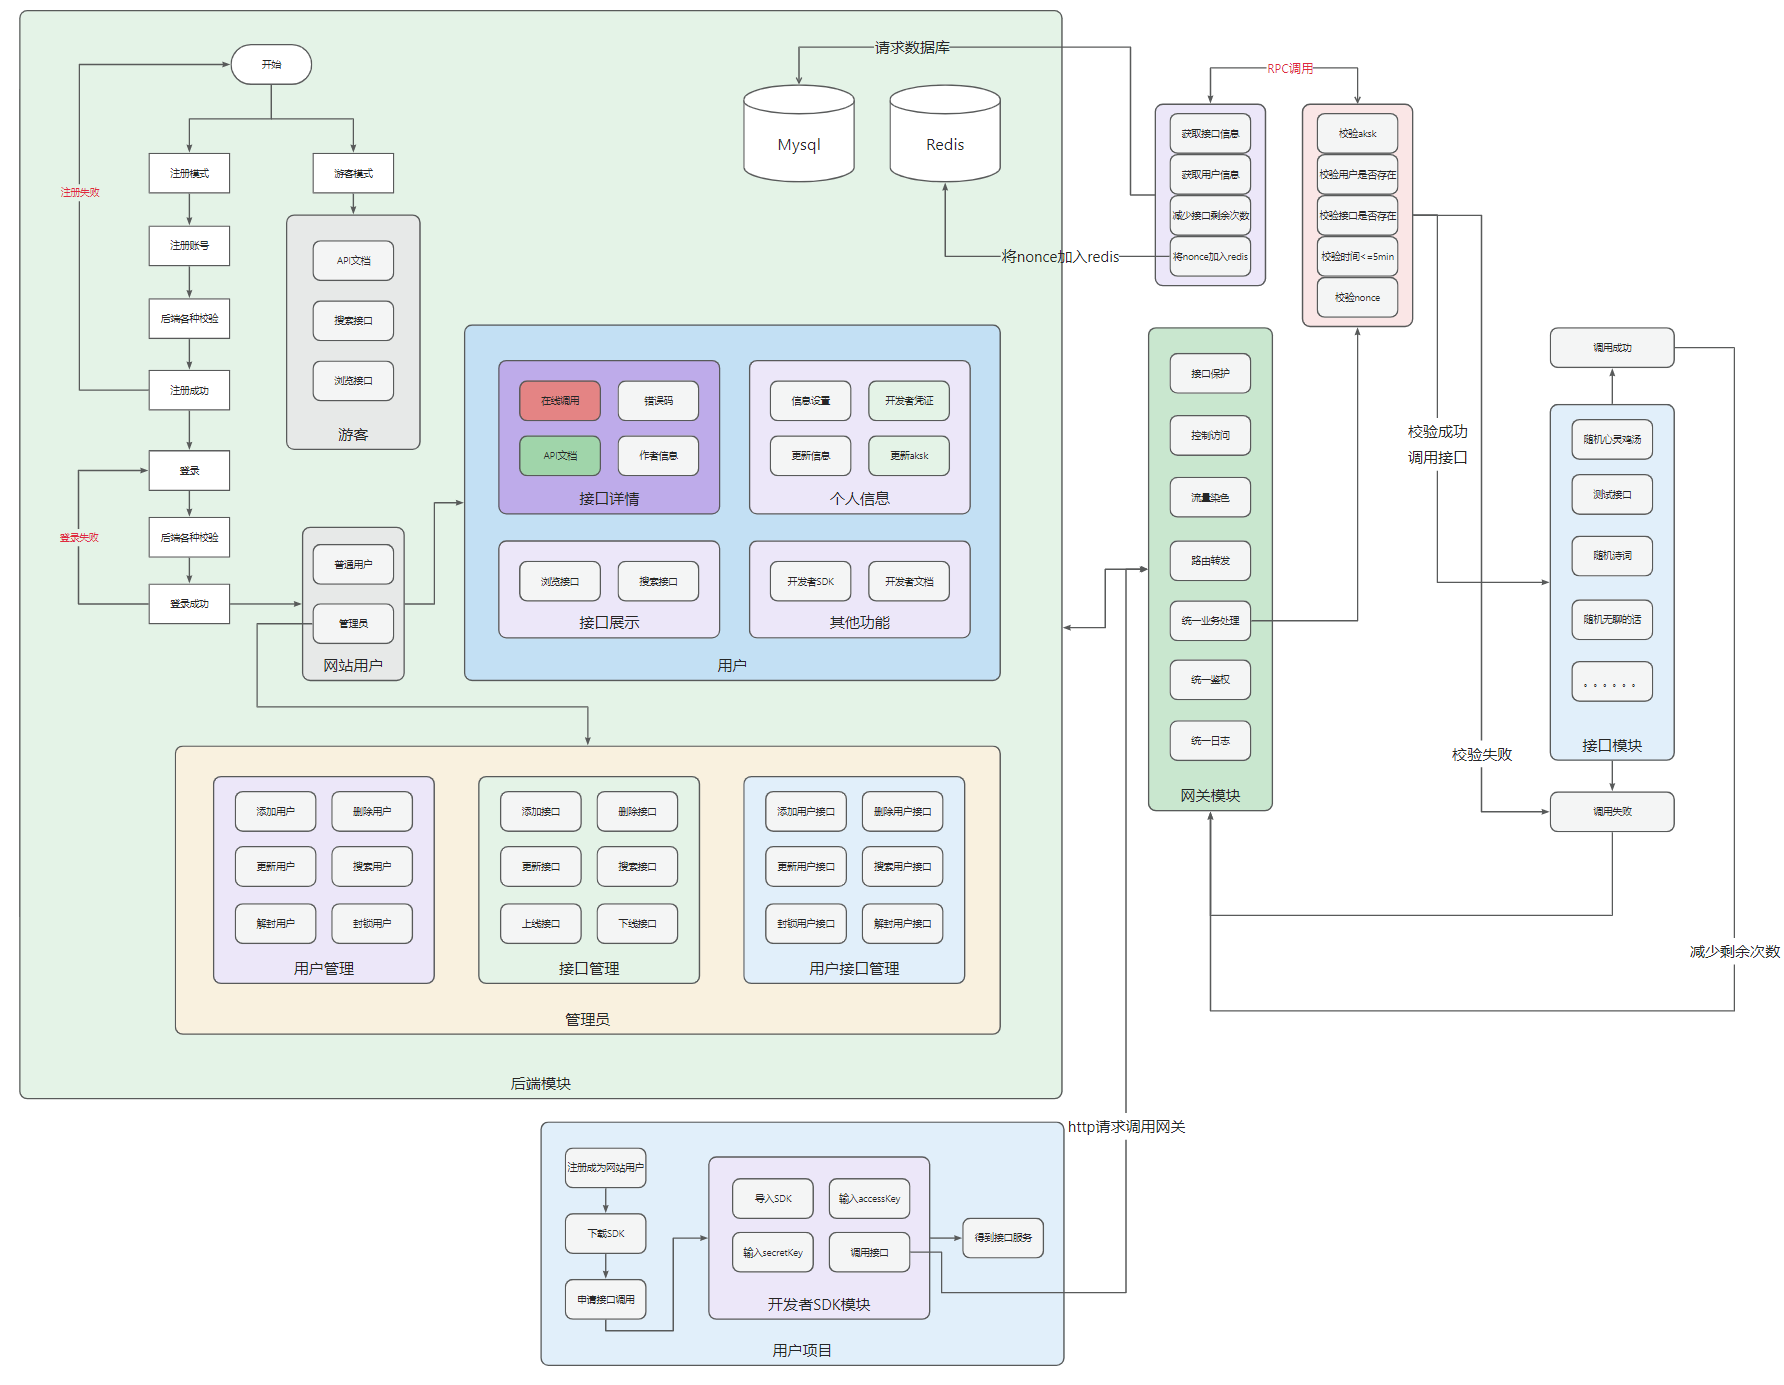 开始
注册模式
游客模式
注册失败
注册账号
后端各种校验
注册成功
API文档
搜索接口
浏览接口
游客
登录
登录失败
后端各种校验
登录成功
普通用户
管理员
网站用户
请求数据库
Mysql
Redis
将nonce加入redis
在线调用
错误码
API文档
作者信息
接口详情
信息设置
开发者凭证
更新信息
更新aksk
个人信息
浏览接口
搜索接口
接口展示
开发者SDK
开发者文档
其他功能
用户
添加用户
删除用户
更新用户
搜索用户
解封用户
封锁用户
用户管理
添加接口
删除接口
更新接口
搜索接口
上线接口
下线接口
接口管理
添加用户接口
删除用户接口
更新用户接口
搜索用户接口
封锁用户接口
解封用户接口
用户接口管理
管理员
后端模块
RPC调用
获取接口信息
获取用户信息
减少接口剩余次数
将nonce加入redis
校验aksk
校验用户是否存在
校验接口是否存在
校验时间<=5min
校验nonce
接口保护
控制访问
流量染色
路由转发
统一业务处理
统一鉴权
统一日志
网关模块
校验成功
调用接口
校验失败
调用成功
随机心灵鸡汤
测试接口
随机诗词
随机无聊的话
。。。。。。
接口模块
调用失败
减少剩余次数
http请求调用网关
注册成为网站用户
下载SDK
申请接口调用
导入SDK
输入accessKey
输入secretKey
调用接口
开发者SDK模块
得到接口服务
用户项目